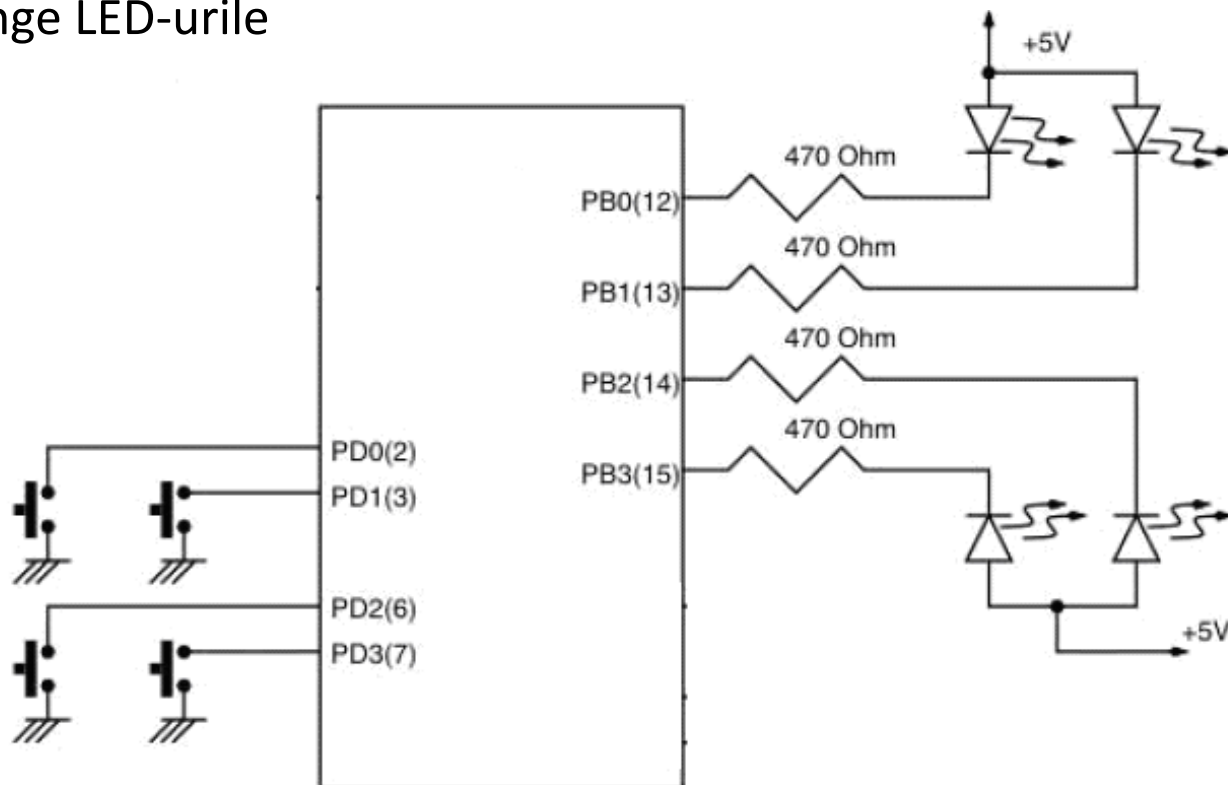 LED-urile
+5V
470 Ohm
PB0(12)
470 Ohm
PB1(13)
470 Ohm
PB2(14)
470 Ohm
PB3(15)
PD0(2)
PD1(3)
PD2(6)
PD3(7)
+5V